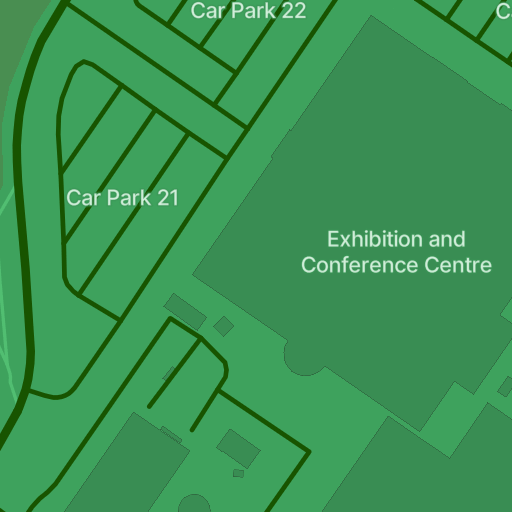 Car Park 22
C
Car Park 21
Exhibition and
Conference Centre